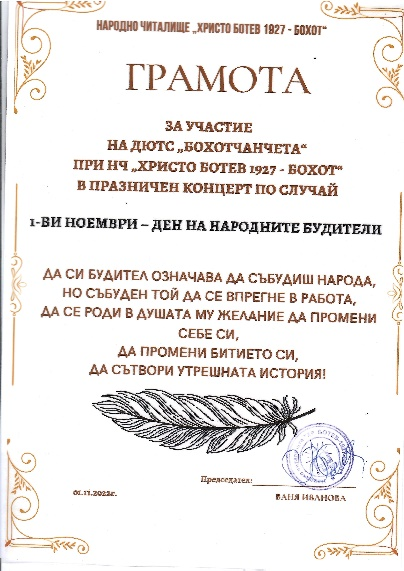 НАРОДНО ЧИТАЛИЩЕ „ХРИСТО БОТЕВ 1927 - БОХОТ“
ГРАМОТА
ЗА УЧАСТИЕ
НА ДЮТС „БОХОТЧАНЧЕТА“
ПРИ НЧ „ХРИСТО БОТЕВ 1927 - БОХОТ“
В ПРАЗНИЧЕН КОНЦЕРТ ПО СЛУЧАЙ
1-ВИ НОЕМВРИ – ДЕН НА НАРОДНИТЕ БУДИТЕЛИ
ДА СИ БУДИТЕЛ ОЗНАЧАВА ДА СЪБУДИШ НАРОДА,
НО СЪБУДЕН ТОЙ ДА СЕ ВПРЕГНЕ В РАБОТА,
ДА СЕ РОДИ В ДУШАТА МУ ЖЕЛАНИЕ ДА ПРОМЕНИ
СЕБЕ СИ,
ДА ПРОМЕНИ БИТИЕТО СИ,
ДА СЪТВОРИ УТРЕШНАТА ИСТОРИЯ!
Председател:
01.11.2022г.
ВАНЯ ИВАНОВА